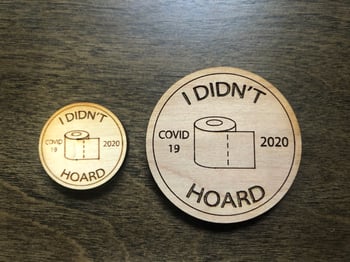 I DIDN'T
COVID
19
2020
HOARD
I DIDN'T
COVID
19
2020
HOARD